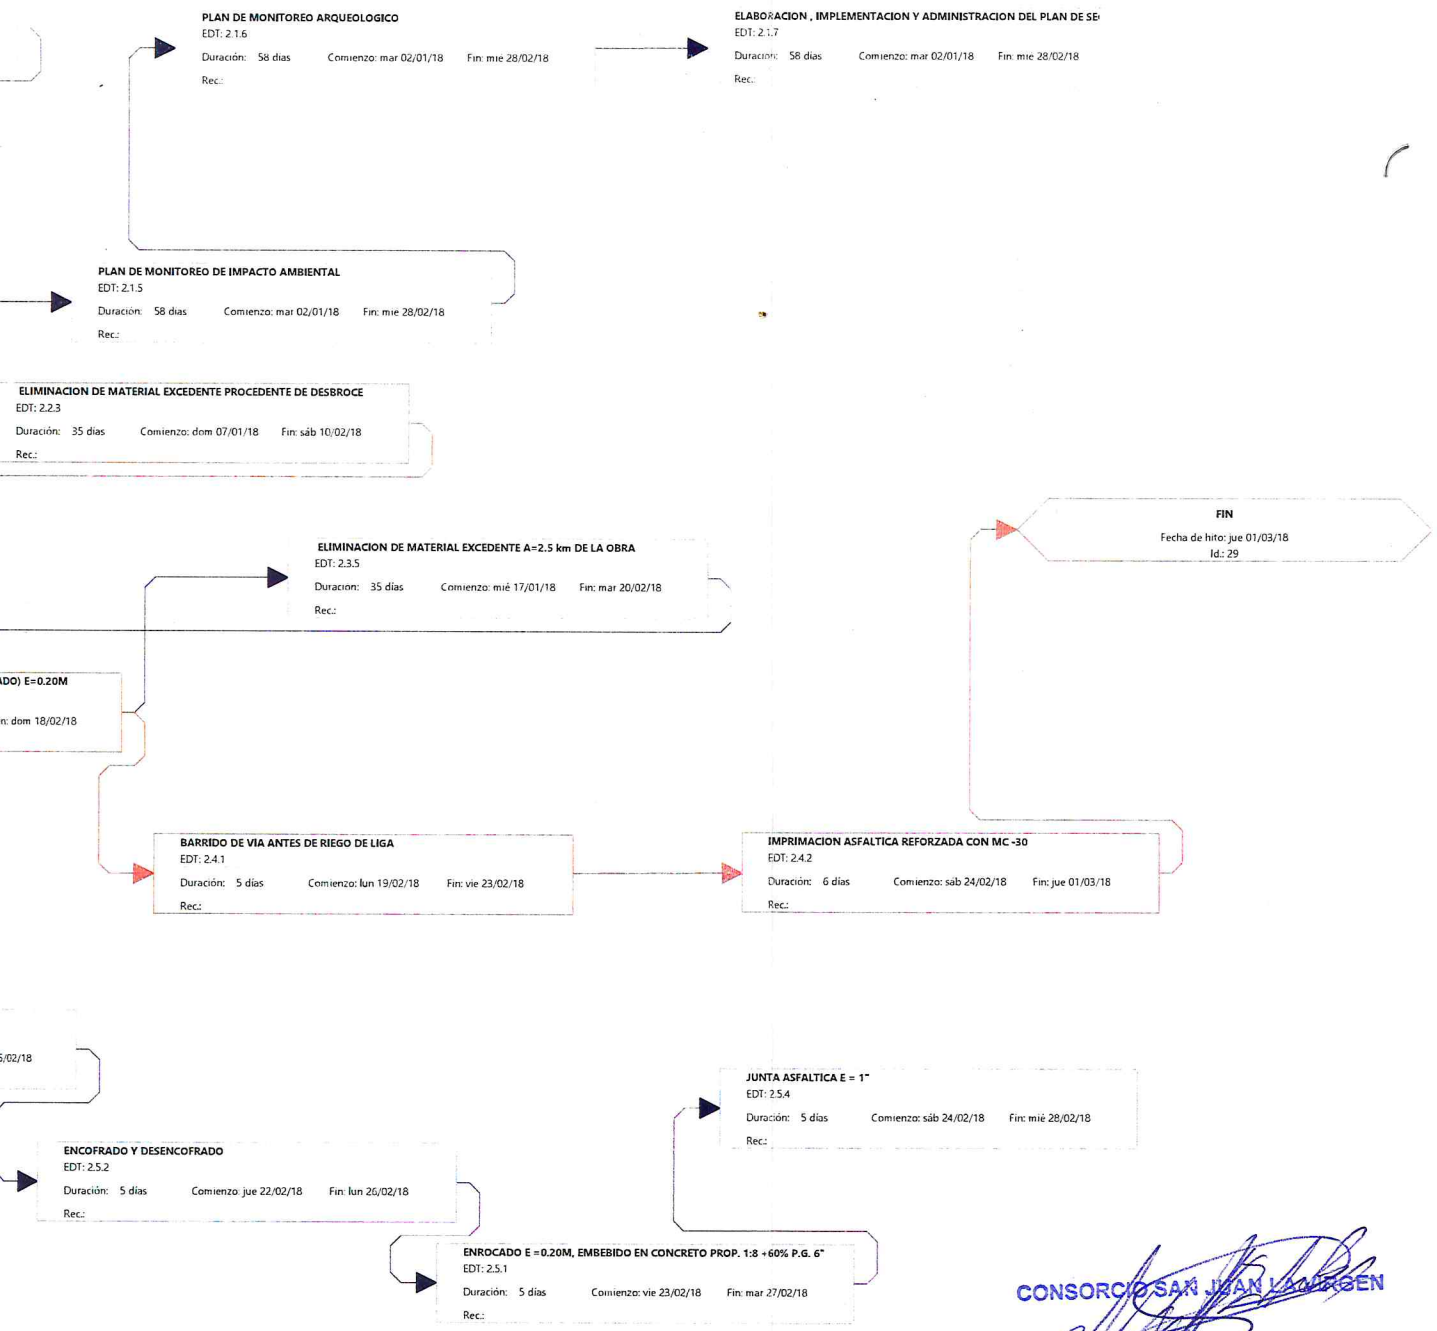 PLAN DE MONITOREO ARQUEOLOGICO
EDT: 2.1.6
Duración: 58 días Comienzo: mar 02/01/18 Fin: mié 28/02/18
Rec.:
ELABORACION , IMPLEMENTACION Y ADMINISTRACION DEL PLAN DE SE
EDT: 2.1.7
Duración: 58 días Comienzo: mar 02/01/18 Fin: mié 28/02/18
Rec.:
PLAN DE MONITOREO DE IMPACTO AMBIENTAL
EDT: 2.1.5
Duración: 58 días Comienzo: mar 02/01/18 Fin: mié 28/02/18
Rec.:
ELIMINACION DE MATERIAL EXCEDENTE PROCEDENTE DE DESBROCE
EDT: 2.2.3
Duración: 35 días Comienzo: dom 07/01/18 Fin: sáb 10/02/18
Rec.:
FIN
Fecha de hito: jue 01/03/18
Id.: 29
ELIMINACION DE MATERIAL EXCEDENTE A=2.5 km DE LA OBRA
EDT: 2.3.5
Duración: 35 días Comienzo: mié 17/01/18 Fin: mar 20/02/18
Rec.:
ADO) E=0.20M
n: dom 18/02/18
BARRIDO DE VIA ANTES DE RIEGO DE LIGA
EDT: 2.4.1
Duración: 5 días Comienzo: lun 19/02/18 Fin: vie 23/02/18
Rec.:
IMPRIMACION ASFALTICA REFORZADA CON MC -30
EDT: 2.4.2
Duración: 6 días Comienzo: sáb 24/02/18 Fin: jue 01/03/18
Rec.:
/02/18
JUNTA ASFALTICA E = 1"
EDT: 2.5.4
Duración: 5 días Comienzo: sáb 24/02/18 Fin: mié 28/02/18
Rec.:
ENCOFRADO Y DESENCOFRADO
EDT: 2.5.2
Duración: 5 días Comienzo: jue 22/02/18 Fin: lun 26/02/18
Rec.:
ENROCADO E =0.20M, EMBEBIDO EN CONCRETO PROP. 1:8 +60% P.G. 6"
EDT: 2.5.1
Duración: 5 días Comienzo: vie 23/02/18 Fin: mar 27/02/18
Rec.:
CONSORCIO SAN JUAN LA VIRGEN